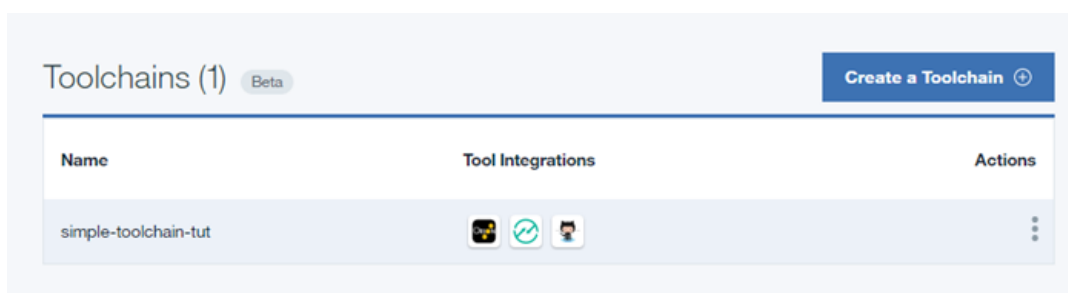 Toolchains (1) Beta
Create a Toolchain
Name Tool Integrations Actions
simple-toolchain-tut